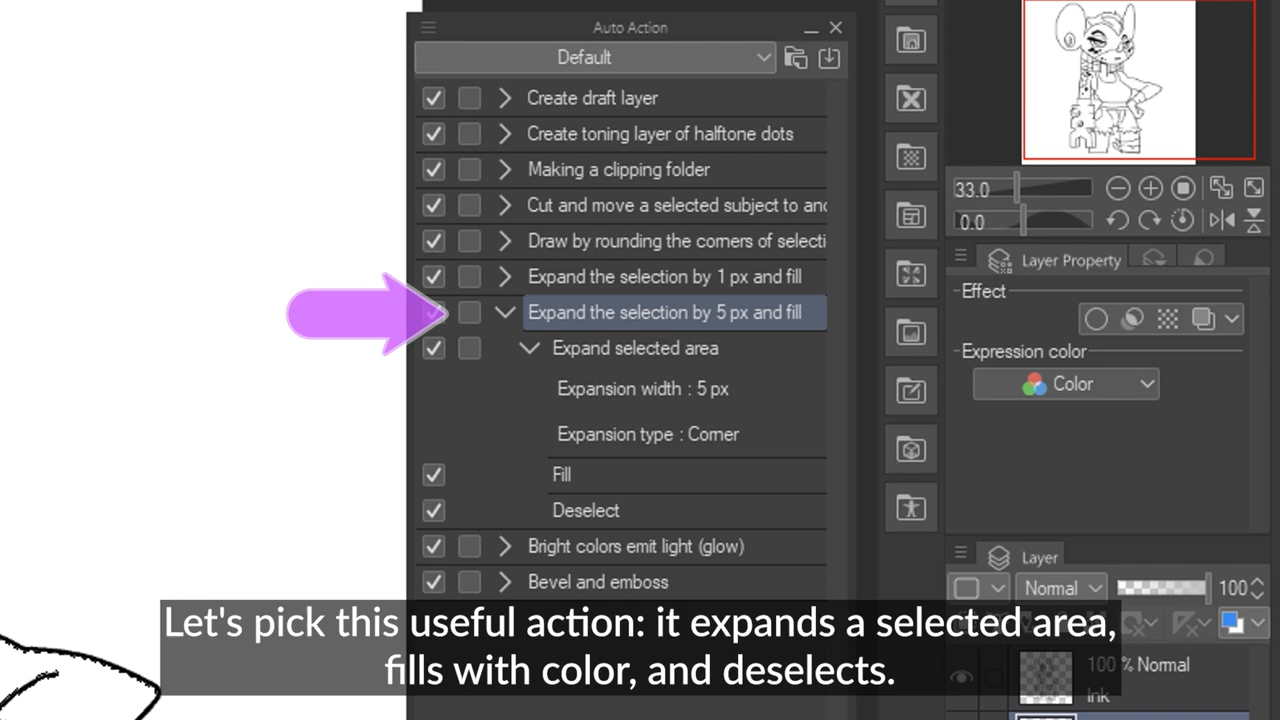 Auto Action
Default
Create draft layer
Create toning layer of halftone dots
Making a clipping folder
Cut and move a selected subject to anc
Draw by rounding the corners of selecti
Expand the selection by 1 px and fill
Expand the selection by 5 px and fill
Expand selected area
Expansion width : 5 px
Expansion type : Corner
Fill
Deselect
Bright colors emit light (glow)
Bevel and emboss
33.0
0.0
Layer Property
Effect
Expression color
Color
Layer
Normal
100
100 % Normal
Ink
Let's pick this useful action: it expands a selected area,
fills with color, and deselects.